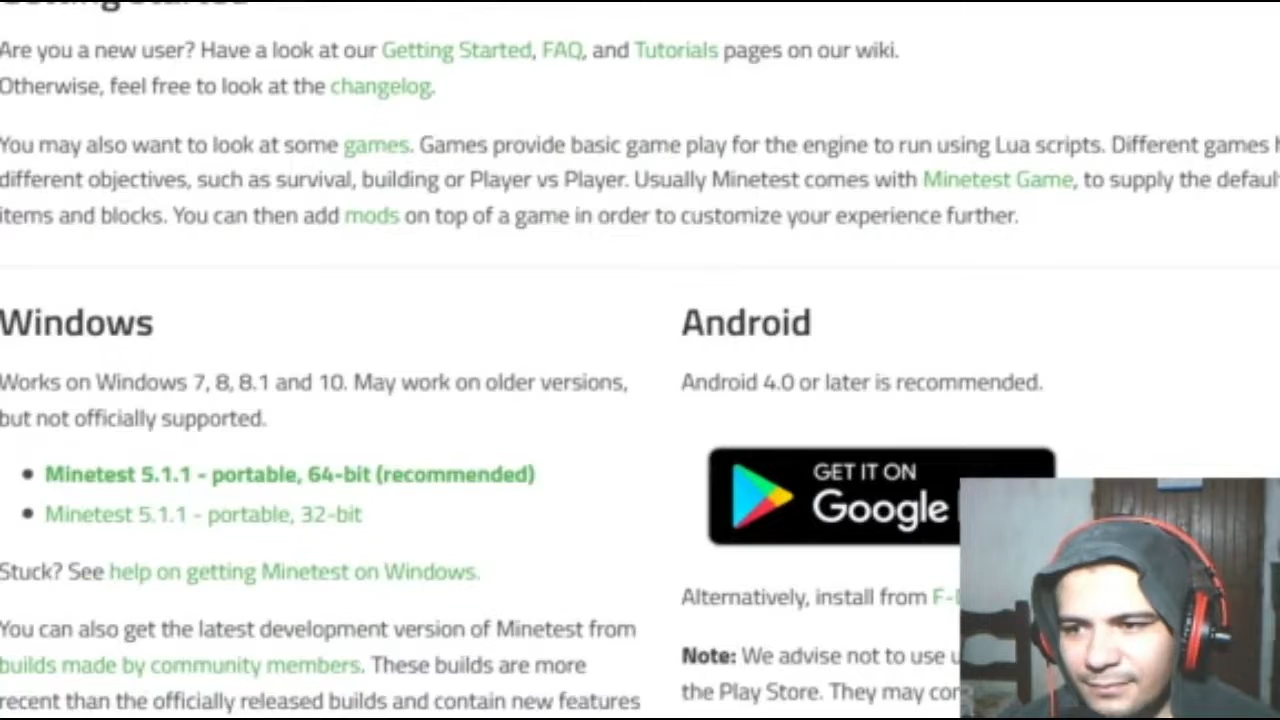 Are you a new user? Have a look at our Getting Started, FAQ, and Tutorials pages on our wiki.
Otherwise, feel free to look at the changelog.
You may also want to look at some games. Games provide basic game play for the engine to run using Lua scripts. Different games
different objectives, such as survival, building or Player vs Player. Usually Minetest comes with Minetest Game, to supply the default
items and blocks. You can then add mods on top of a game in order to customize your experience further.
Windows
Works on Windows 7, 8, 8.1 and 10. May work on older versions,
but not officially supported.
• Minetest 5.1.1 - portable, 64-bit (recommended)
• Minetest 5.1.1 - portable, 32-bit
Stuck? See help on getting Minetest on Windows.
You can also get the latest development version of Minetest from
builds made by community members. These builds are more
recent than the officially released builds and contain new features
Android
Android 4.0 or later is recommended.
GET IT ON
Google
Alternatively, install from
Note: We advise not to use
the Play Store. They may